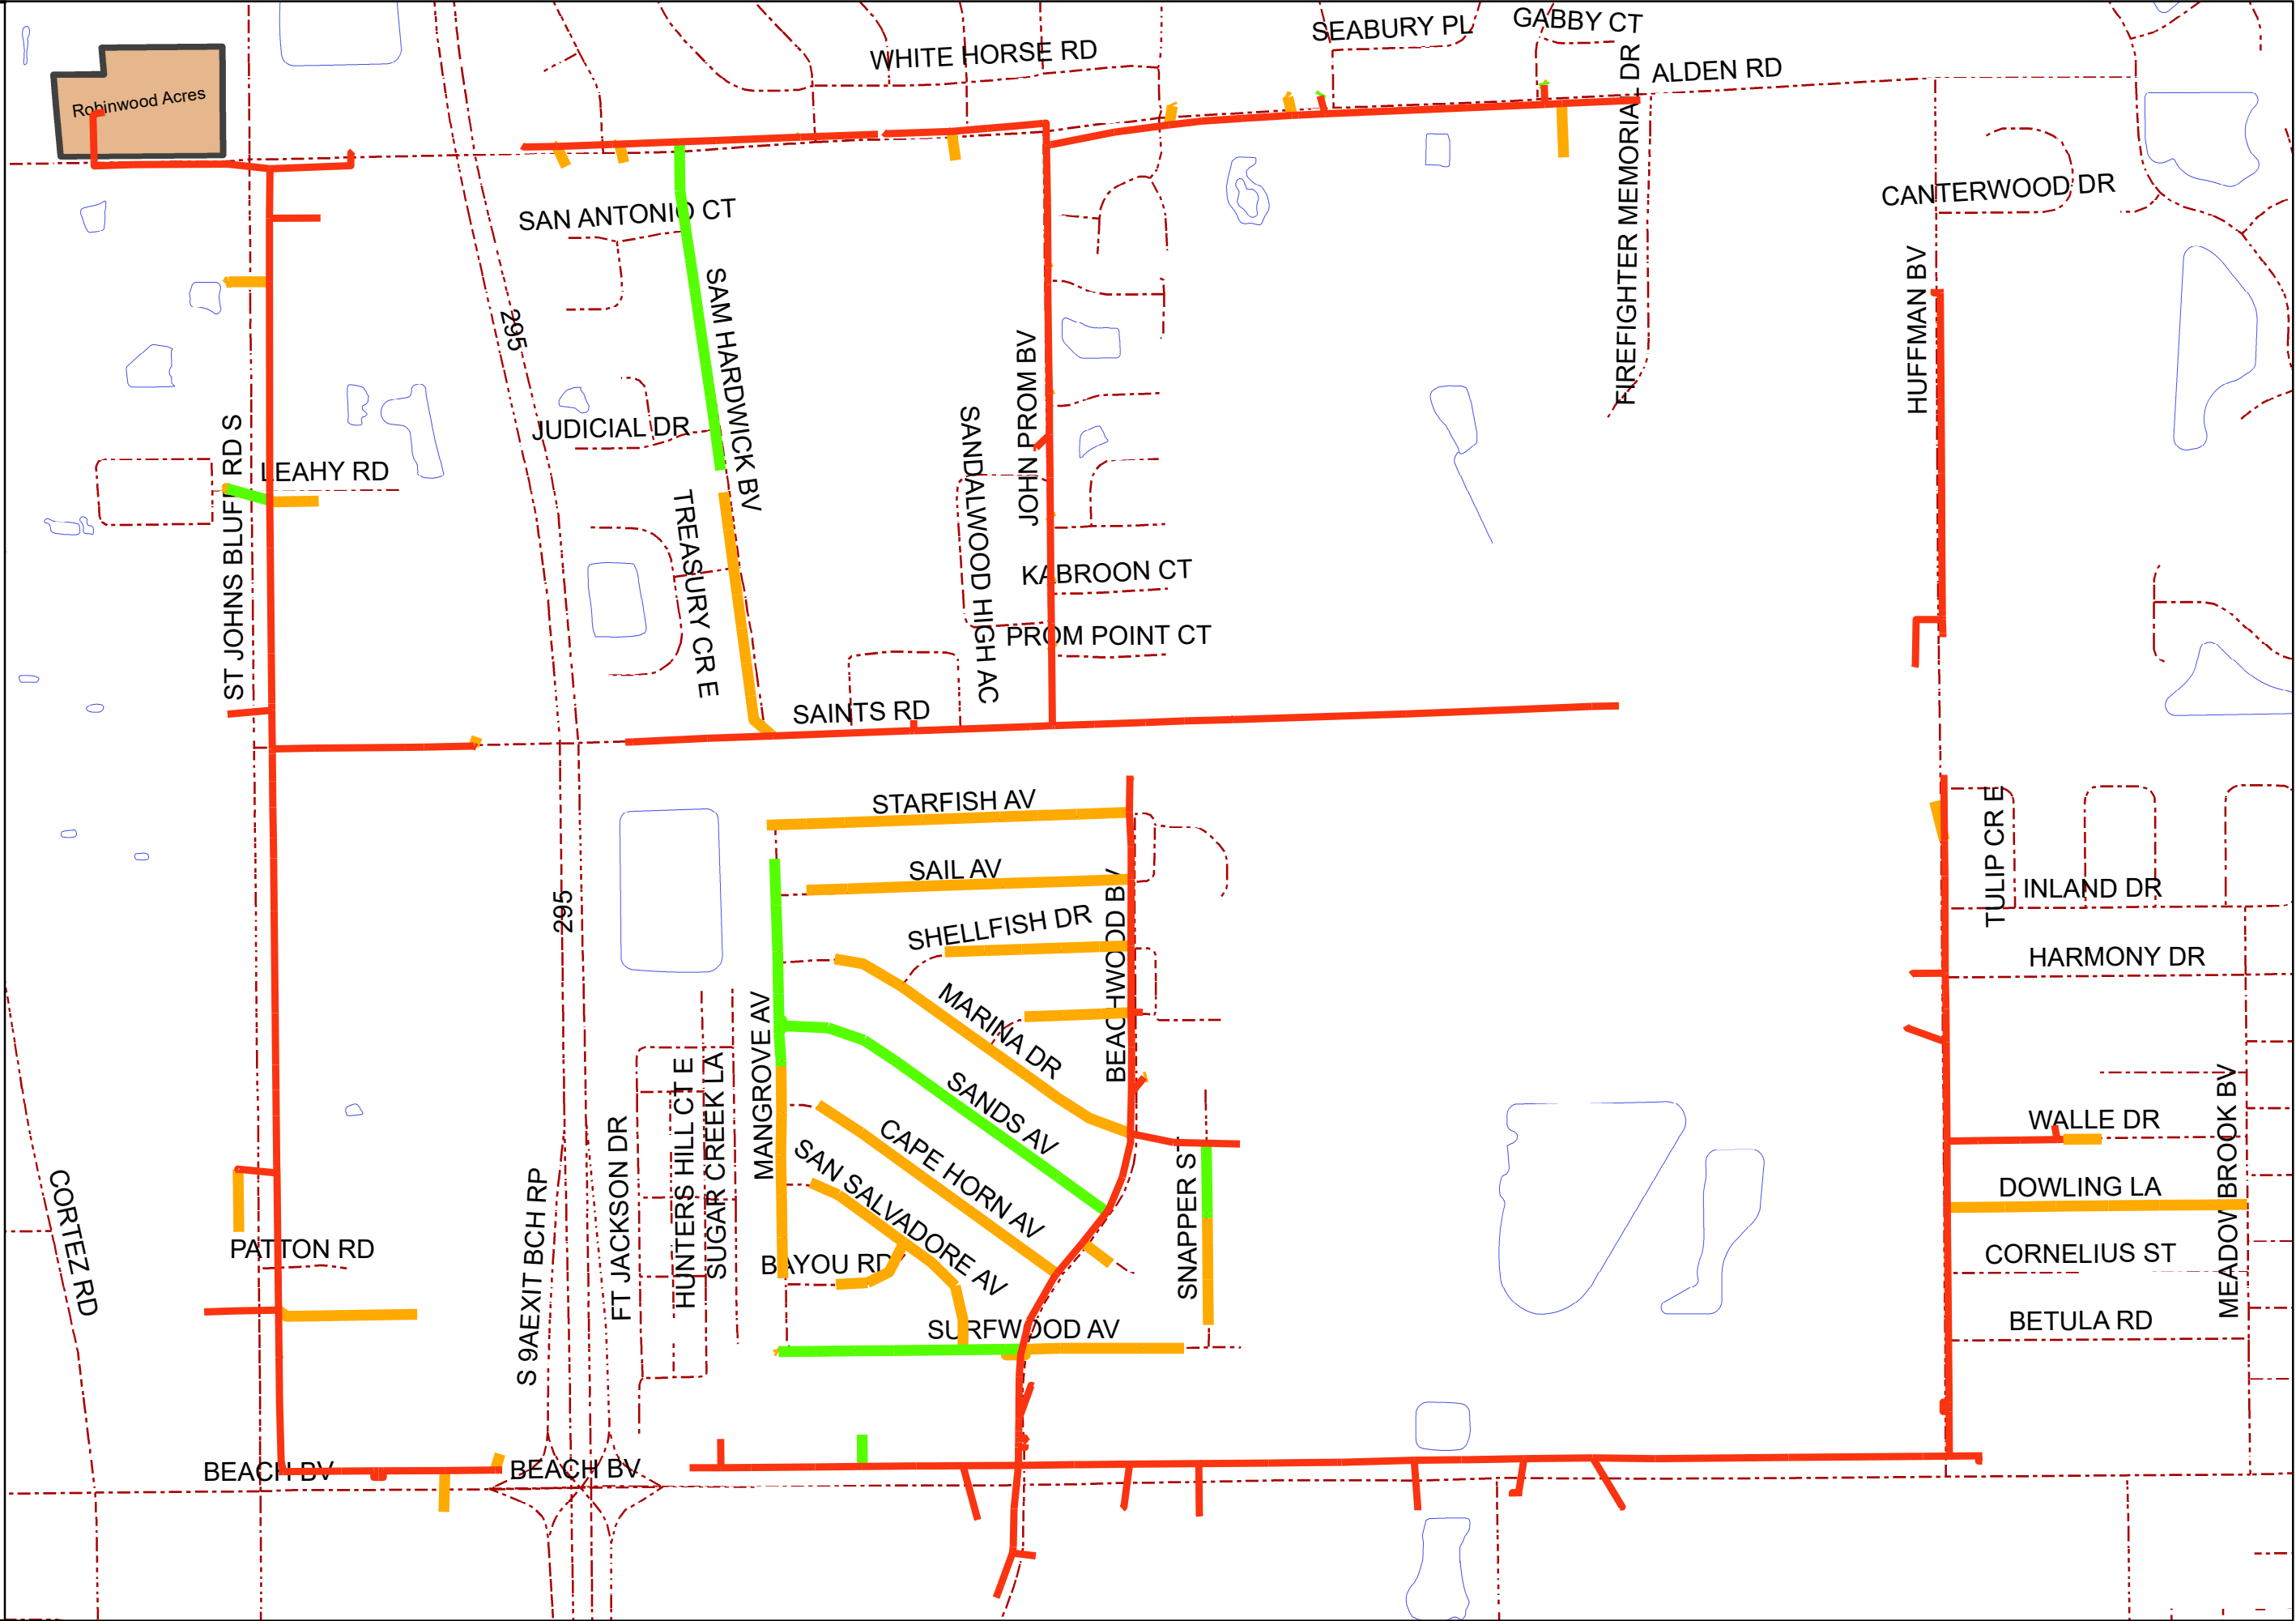 SEABURY PL
GABBY CT
WHITE HORSE RD
ALDEN RD
Robinwood Acres
FIREFIGHTER MEMORIAL DR
CANTERWOOD DR
SAN ANTONIO CT
HUFFMAN BV
295
SAM HARDWICK BV
JOHN PROM BV
JUDICIAL DR
SANDALWOOD HIGH AC
ST JOHNS BLUFF RD S
LEAHY RD
TREASURY CR E
KABROON CT
PROM POINT CT
SAINTS RD
STARFISH AV
TULIP CR E
SAIL AV
INLAND DR
295
SHELLFISH DR
BEACHWOOD BV
HARMONY DR
MARINA DR
MANGROVE AV
HUNTERS HILL CT E
SUGAR CREEK LA
SANDS AV
MEADOWBROOK BV
WALLE DR
FT JACKSON DR
CAPE HORN AV
SAN SALVADORE AV
SNAPPER ST
DOWLING LA
CORTEZ RD
S 9AEXIT BCH RP
PATTON RD
BAYOU RD
CORNELIUS ST
SURFWOOD AV
BETULA RD
BEACH BV
BEACH BV